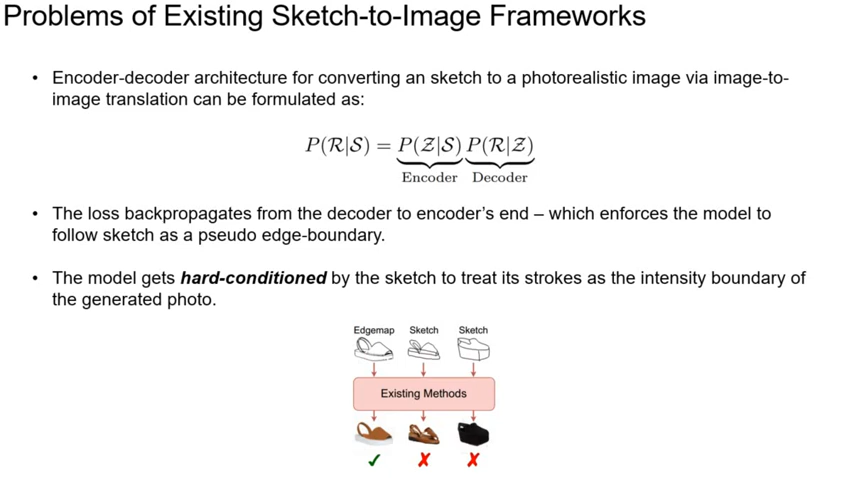 Problems of Existing Sketch-to-Image Frameworks
• Encoder-decoder architecture for converting an sketch to a photorealistic image via image-to-
image translation can be formulated as:
P(ℛ|𝒮) = P(𝒵|𝒮) P(ℛ|𝒵)
Encoder Decoder
• The loss backpropagates from the decoder to encoder's end – which enforces the model to
follow sketch as a pseudo edge-boundary.
• The model gets hard-conditioned by the sketch to treat its strokes as the intensity boundary of
the generated photo.
Edgemap Sketch Sketch
Existing Methods
✓ ✗ ✗